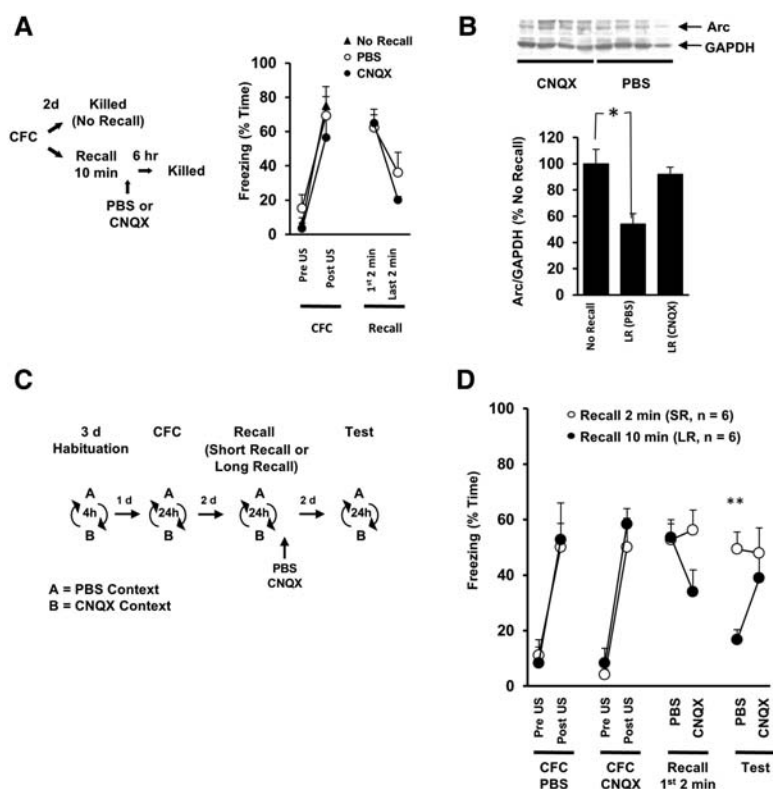 A
2d
Killed
(No Recall)
CFC
Recall
10 min
6 hr
Killed
PBS or
CNQX
No Recall
PBS
CNQX
Freezing (% Time)
100
80
60
40
20
0
Pre US
Post US
1st 2 min
Last 2 min
CFC
Recall
B
Arc
GAPDH
CNQX
PBS
*
Arc/GAPDH (% No Recall)
120
100
80
60
40
20
0
No Recall
LR (PBS)
LR (CNQX)
C
3 d
Habituation
CFC
Recall
(Short Recall or
Long Recall)
Test
A
4h
B
1 d
A
24h
B
2 d
A
24h
B
2 d
A
24h
B
PBS
CNQX
A = PBS Context
B = CNQX Context
D
Recall 2 min (SR, n = 6)
Recall 10 min (LR, n = 6)
Freezing (% Time)
100
80
60
40
20
0
**
Pre US
Post US
Pre US
Post US
PBS
CNQX
PBS
CNQX
CFC
PBS
CFC
CNQX
Recall
1st 2 min
Test